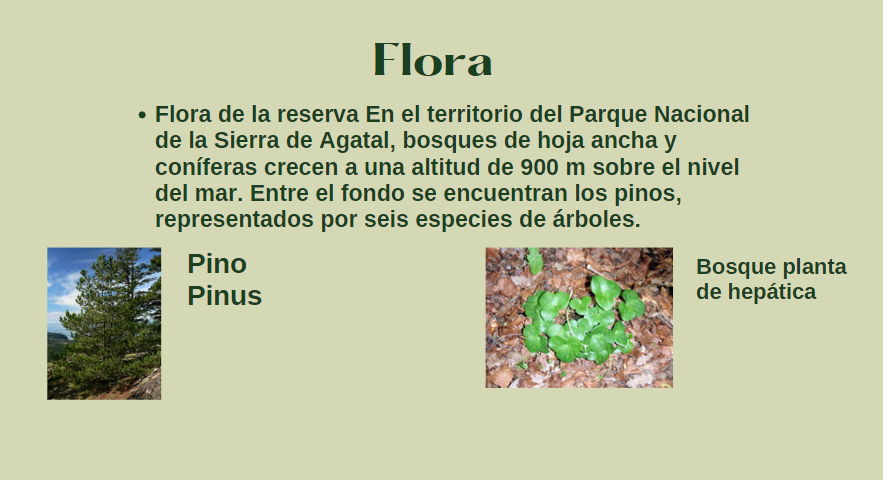 Flora
• Flora de la reserva En el territorio del Parque Nacional
de la Sierra de Agatal, bosques de hoja ancha y
coníferas crecen a una altitud de 900 m sobre el nivel
del mar. Entre el fondo se encuentran los pinos,
representados por seis especies de árboles.
Pino
Pinus
Bosque planta
de hepática